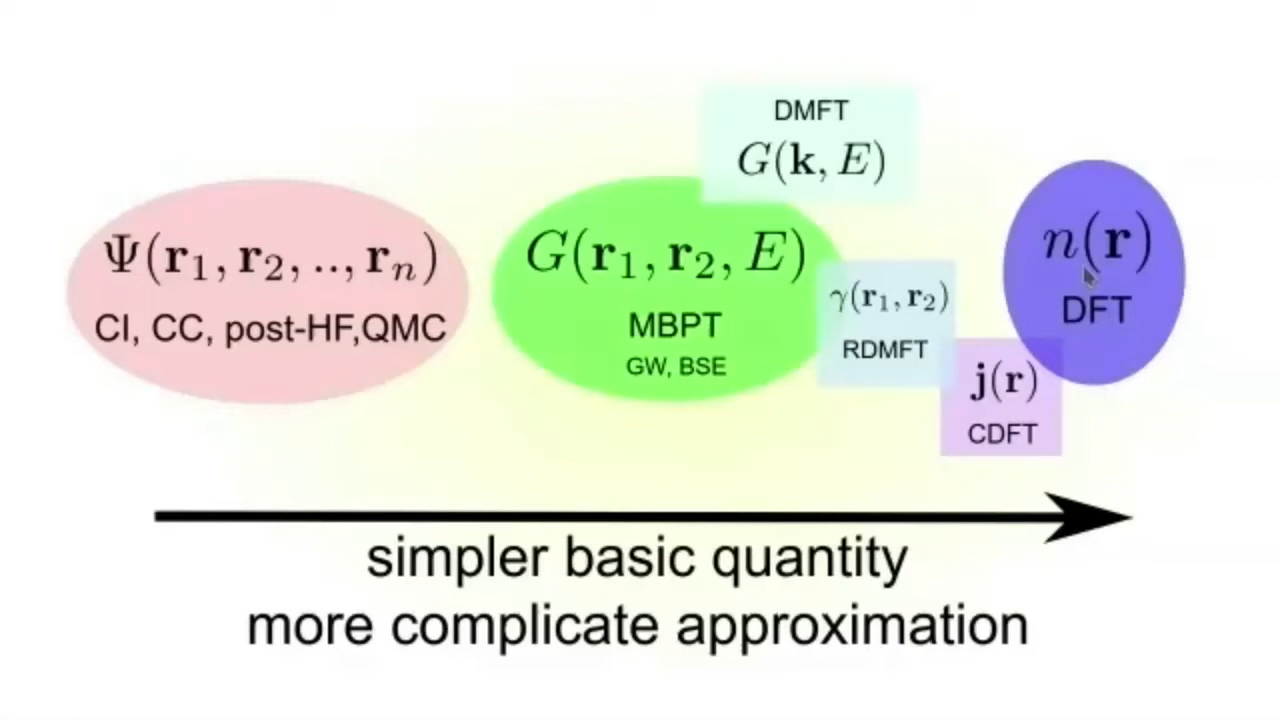 DMFT
G(k, E)
Ψ(r₁, r₂, .., rₙ)
CI, CC, post-HF,QMC
G(r₁, r₂, E)
MBPT
GW, BSE
γ(r₁, r₂)
RDMFT
n(r)
DFT
j(r)
CDFT
simpler basic quantity
more complicate approximation